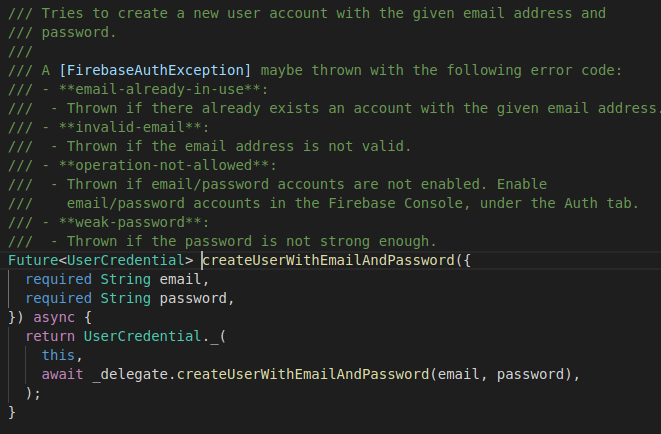 /// Tries to create a new user account with the given email address and
/// password.
///
/// A [FirebaseAuthException] maybe thrown with the following error code:
/// - **email-already-in-use**:
///  - Thrown if there already exists an account with the given email address.
/// - **invalid-email**:
///  - Thrown if the email address is not valid.
/// - **operation-not-allowed**:
///  - Thrown if email/password accounts are not enabled. Enable
///    email/password accounts in the Firebase Console, under the Auth tab.
/// - **weak-password**:
///  - Thrown if the password is not strong enough.
Future<UserCredential> createUserWithEmailAndPassword({
  required String email,
  required String password,
}) async {
  return UserCredential._(
    this,
    await _delegate.createUserWithEmailAndPassword(email, password),
  );
}